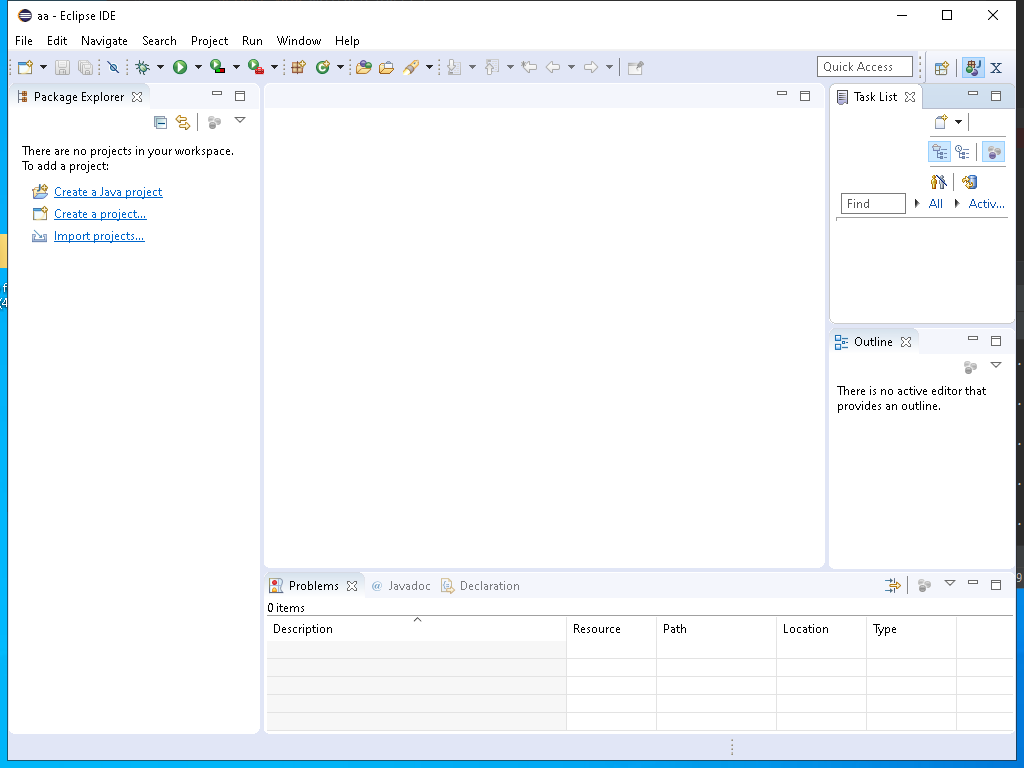 aa - Eclipse IDE
File Edit Navigate Search Project Run Window Help
Quick Access
X
Package Explorer
There are no projects in your workspace.
To add a project:
Create a Java project
Create a project...
Import projects...
Task List
Find
All
Activ...
Outline
There is no active editor that
provides an outline.
Problems @ Javadoc Declaration
0 items
Description Resource Path Location Type
f
(4
9